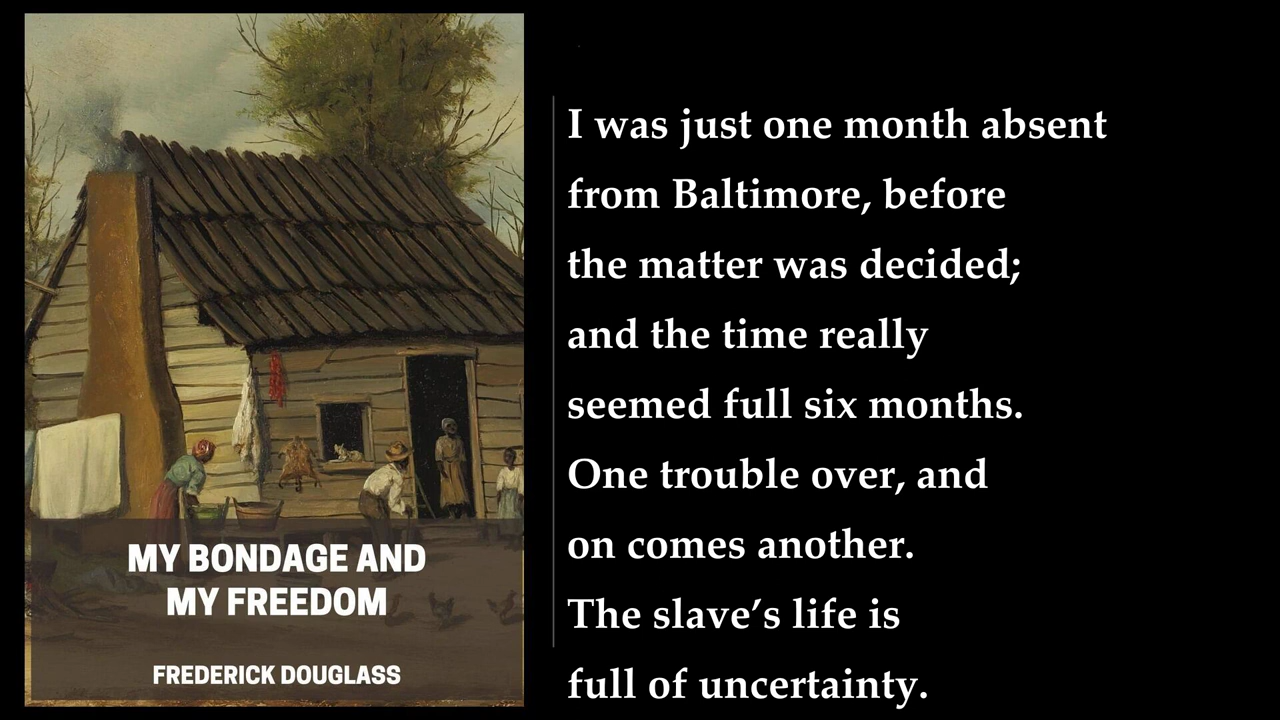 MY BONDAGE AND
MY FREEDOM
FREDERICK DOUGLASS
I was just one month absent
from Baltimore, before
the matter was decided;
and the time really
seemed full six months.
One trouble over, and
on comes another.
The slave’s life is
full of uncertainty.